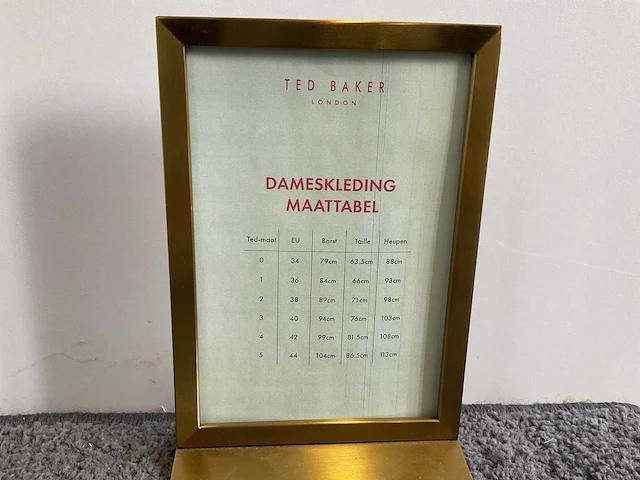 TED BAKER
LONDON
DAMESKLEDING
MAATTABEL
Ted-maat EU Borst Taille Heupen
0 34 79cm 63.5cm 88cm
1 36 84cm 66cm 93cm
2 38 89cm 71cm 98cm
3 40 94cm 76cm 103cm
4 42 99cm 81.5cm 108cm
5 44 104cm 86.5cm 113cm